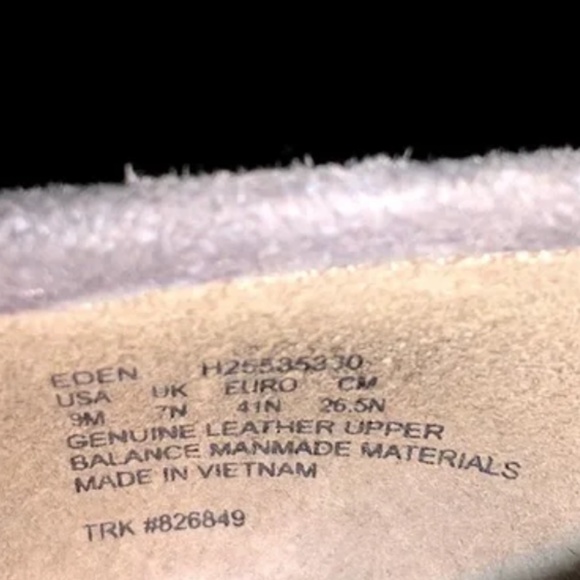 EDEN H25535330
USA UK EURO CM
9M 7N 41N 26.5N
GENUINE LEATHER UPPER
BALANCE MANMADE MATERIALS
MADE IN VIETNAM
TRK #826849